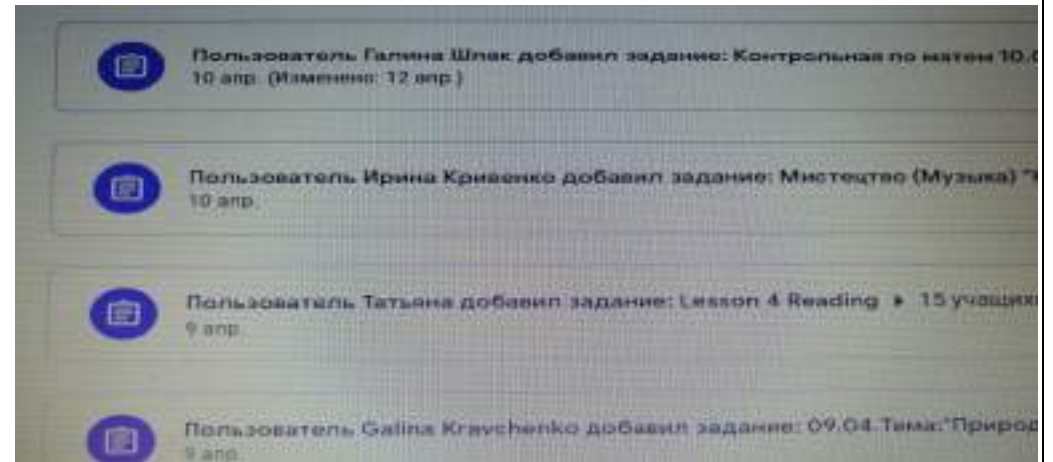 Пользователь Галина Шпак добавил задание: Контрольная по матем 10.0
10 апр. (Изменено: 12 апр.)
Пользователь Ирина Кривенко добавил задание: Мистецтво (Музыка) "
10 апр.
Пользователь Татьяна добавил задание: Lesson 4 Reading ▸ 15 учащихс
9 апр.
Пользователь Galina Kravchenko добавил задание: 09.04.Тема:"Природ
9 апр.